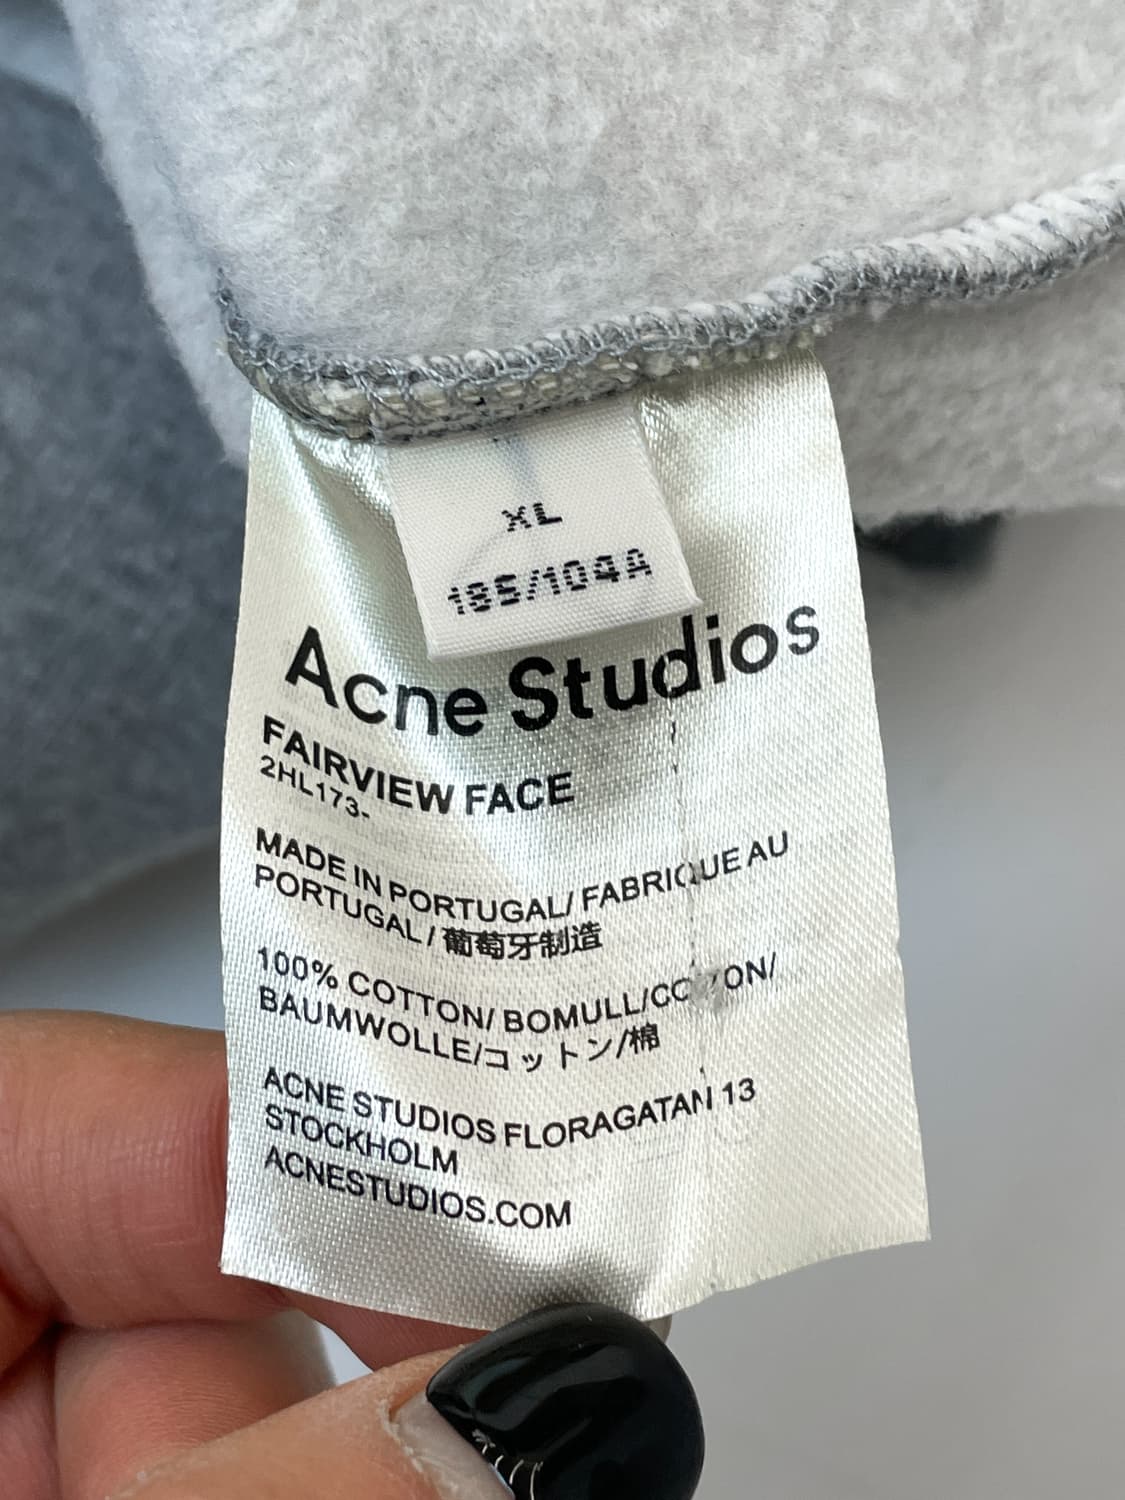 XL
185/104A
Acne Studios
FAIRVIEW FACE
2HL173-
MADE IN PORTUGAL/ FABRIQUE AU
PORTUGAL / 葡萄牙制造
100% COTTON/ BOMULL/COTTON/
BAUMWOLLE/コットン/棉
ACNE STUDIOS FLORAGATAN 13
STOCKHOLM
ACNESTUDIOS.COM